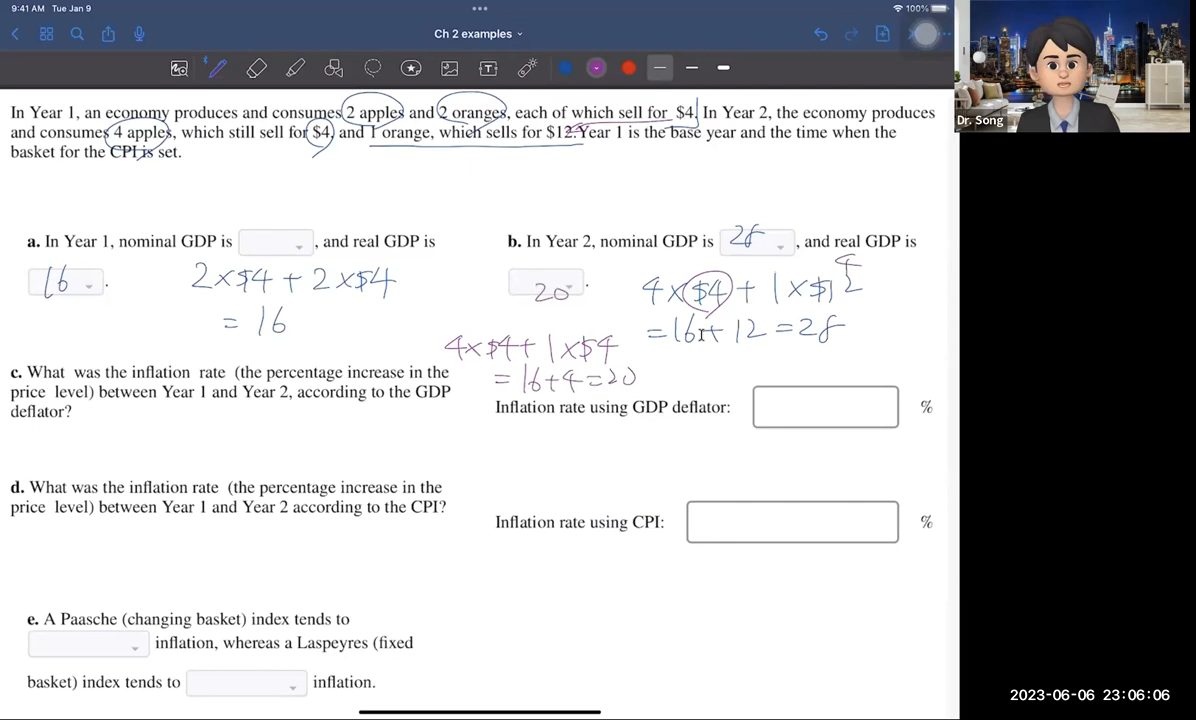 9:41 AM Tue Jan 9
100%
Ch 2 examples
Dr. Song
In Year 1, an economy produces and consumes 2 apples and 2 oranges, each of which sell for $4. In Year 2, the economy produces
and consumes 4 apples, which still sell for $4, and 1 orange, which sells for $12. Year 1 is the base year and the time when the
basket for the CPI is set.
a. In Year 1, nominal GDP is , and real GDP is
16 .
2 x $4 + 2 x $4
= 16
b. In Year 2, nominal GDP is 28 , and real GDP is
20 .
4
4 x $4 + 1 x $12
= 16 + 12 = 28
4 x $4 + 1 x $4
= 16 + 4 = 20
c. What was the inflation rate (the percentage increase in the
price level) between Year 1 and Year 2, according to the GDP
deflator?
Inflation rate using GDP deflator: %
d. What was the inflation rate (the percentage increase in the
price level) between Year 1 and Year 2 according to the CPI?
Inflation rate using CPI: %
e. A Paasche (changing basket) index tends to
inflation, whereas a Laspeyres (fixed
basket) index tends to inflation.
2023-06-06 23:06:06